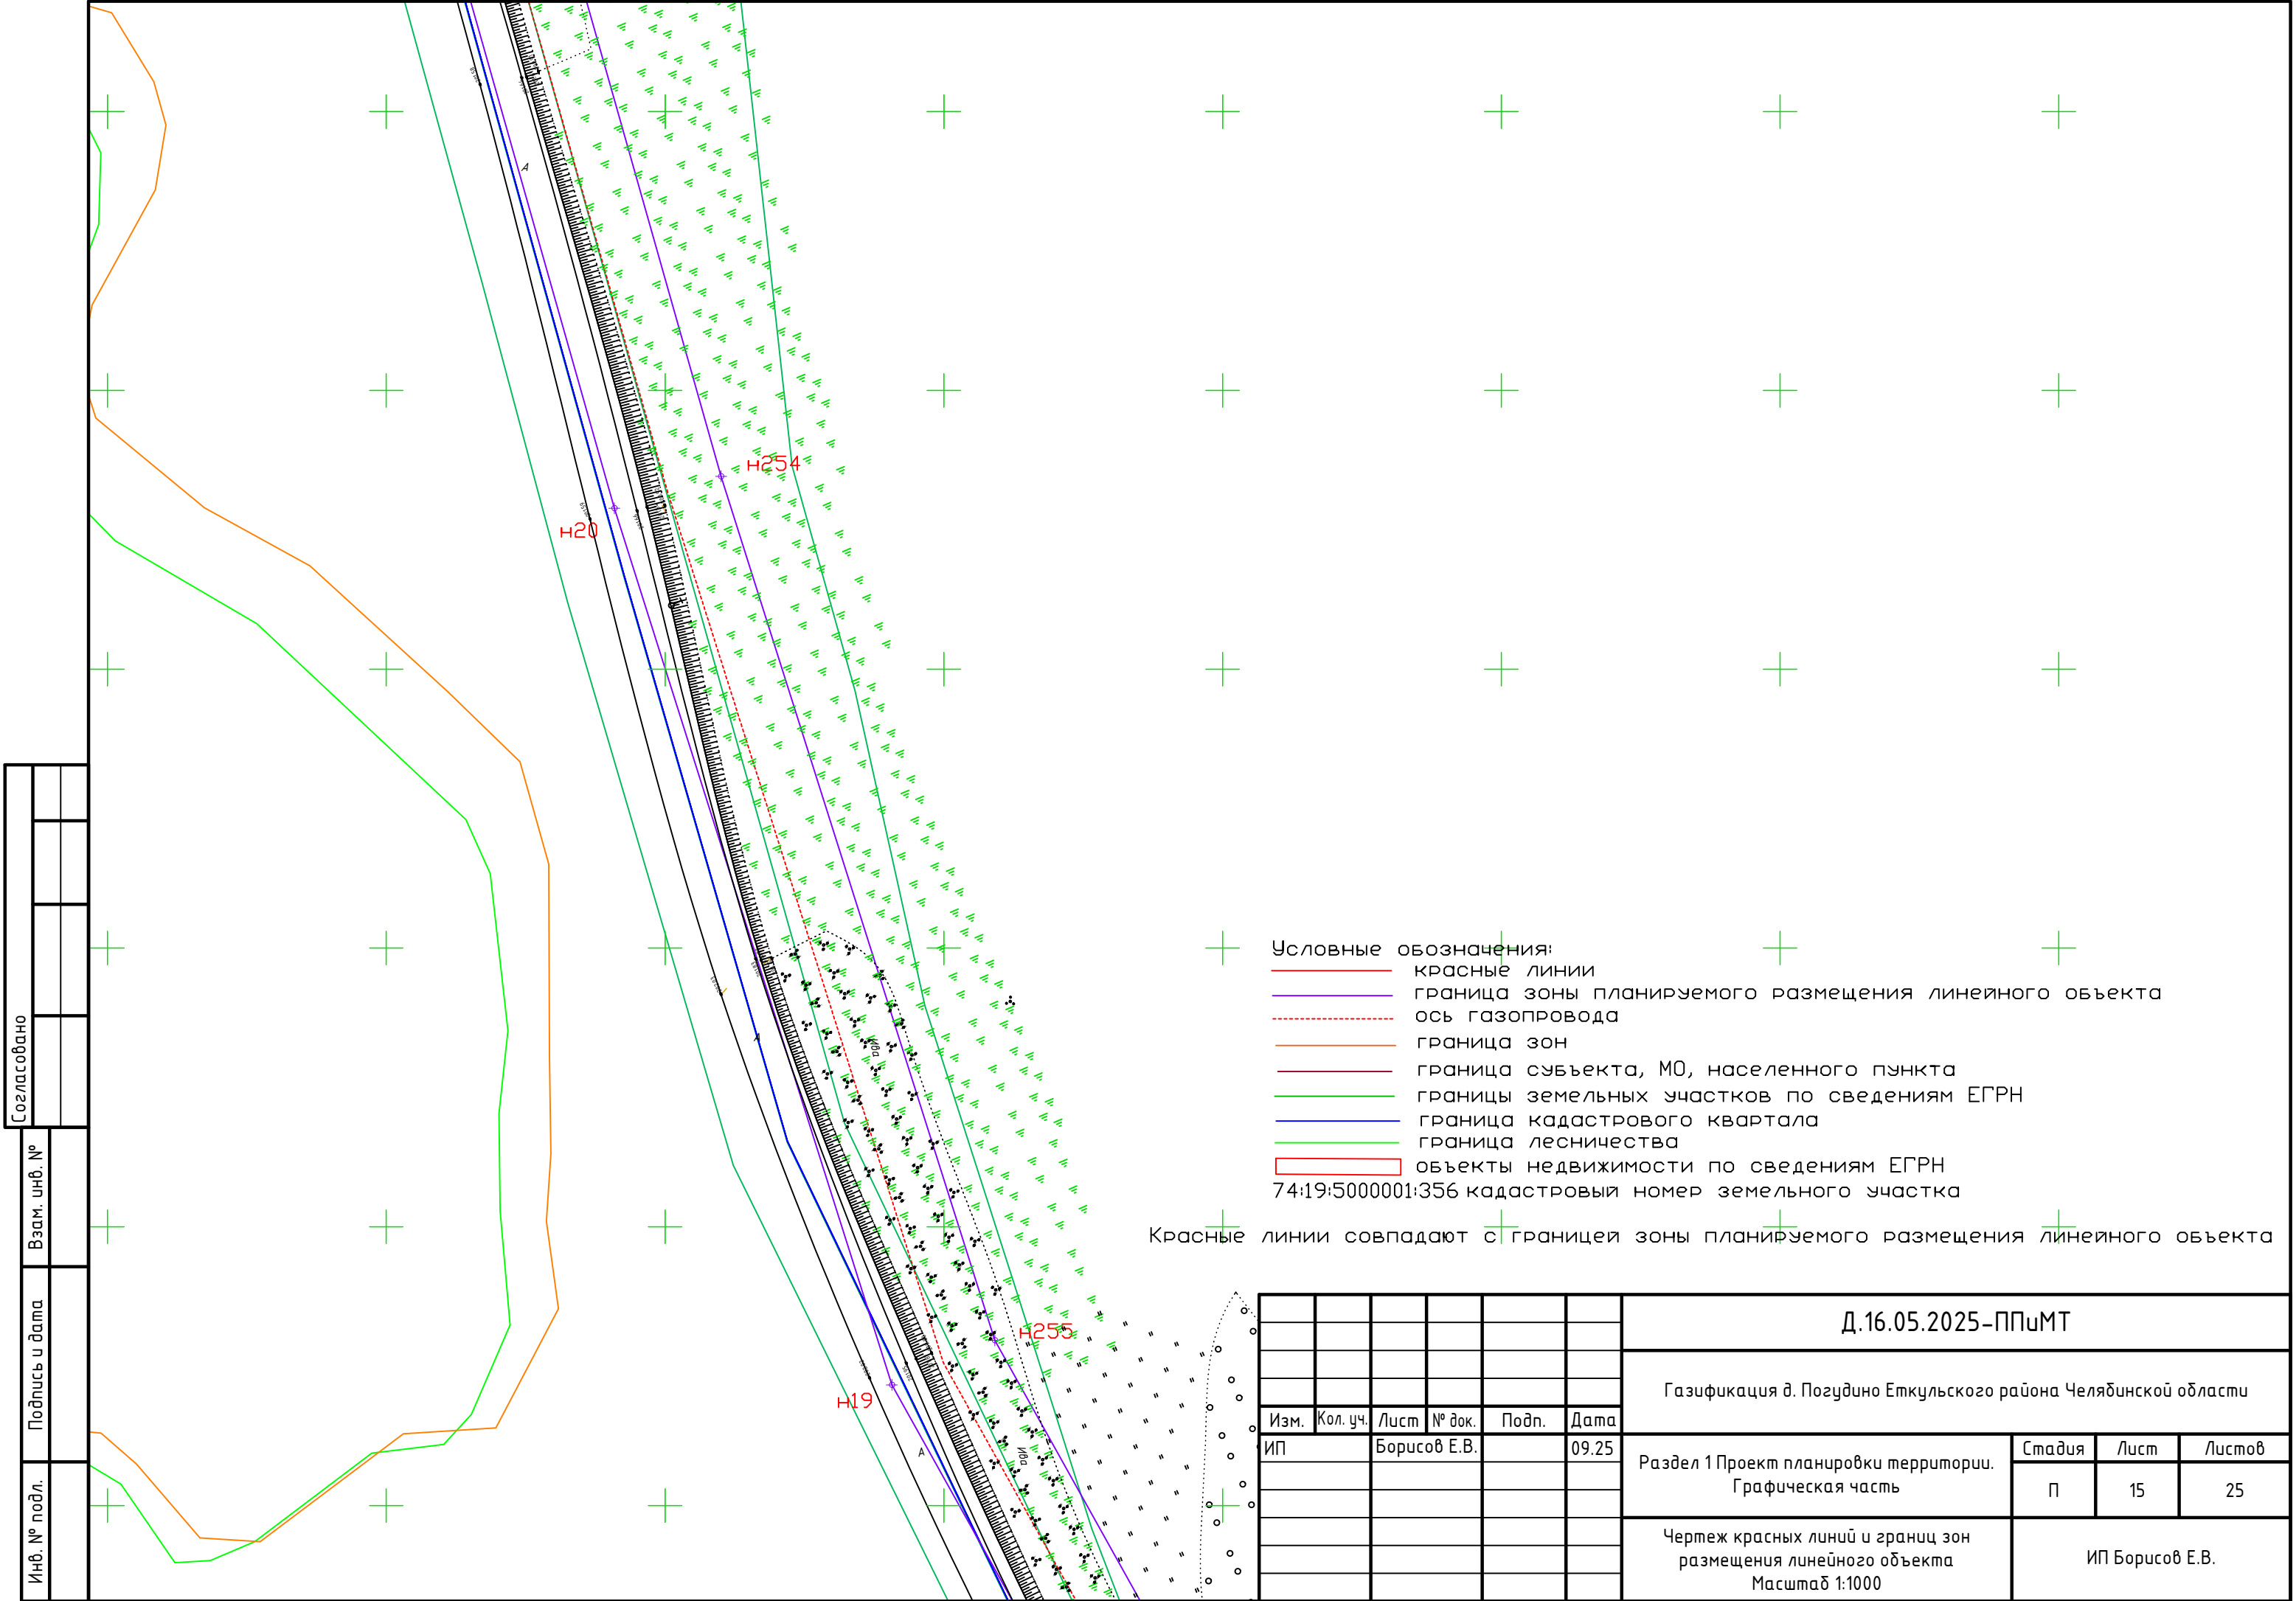 А
н254
н20
А
Ива
н255
н19
А
Ива
Условные обозначения:
красные линии
граница зоны планируемого размещения линейного объекта
ось газопровода
граница зон
граница субъекта, МО, населенного пункта
границы земельных участков по сведениям ЕГРН
граница кадастрового квартала
граница лесничества
объекты недвижимости по сведениям ЕГРН
74:19:5000001:356 кадастровый номер земельного участка
Красные линии совпадают с границей зоны планируемого размещения линейного объекта
Согласовано
Взам. инв. №
Подпись и дата
Инв. № подл.
Д.16.05.2025-ППиМТ
Газификация д. Погудино Еткульского района Челябинской области
Изм. Кол. уч. Лист № док. Подп. Дата
ИП Борисов Е.В. 09.25
Раздел 1 Проект планировки территории.
Графическая часть
Стадия Лист Листов
П 15 25
Чертеж красных линий и границ зон
размещения линейного объекта
Масштаб 1:1000
ИП Борисов Е.В.